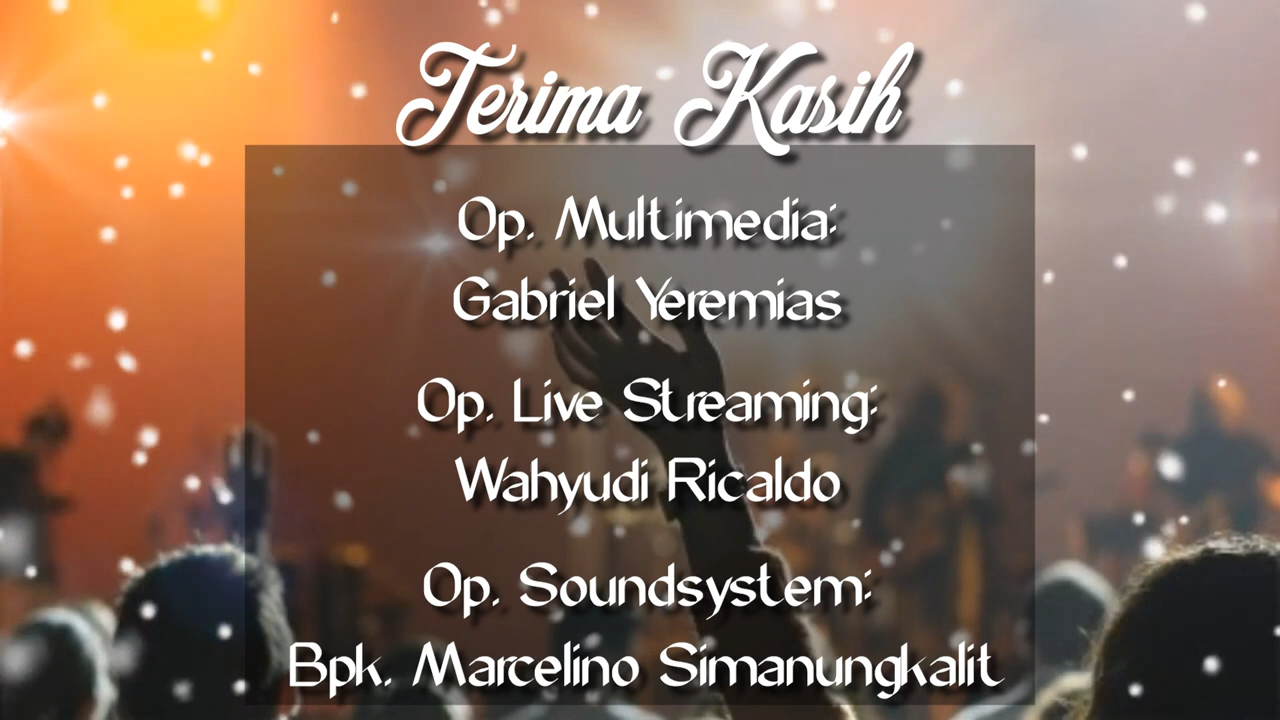 Terima Kasih
Op. Multimedia:
Gabriel Yeremias
Op. Live Streaming:
Wahyudi Ricaldo
Op. Soundsystem:
Bpk. Marcelino Simanungkalit